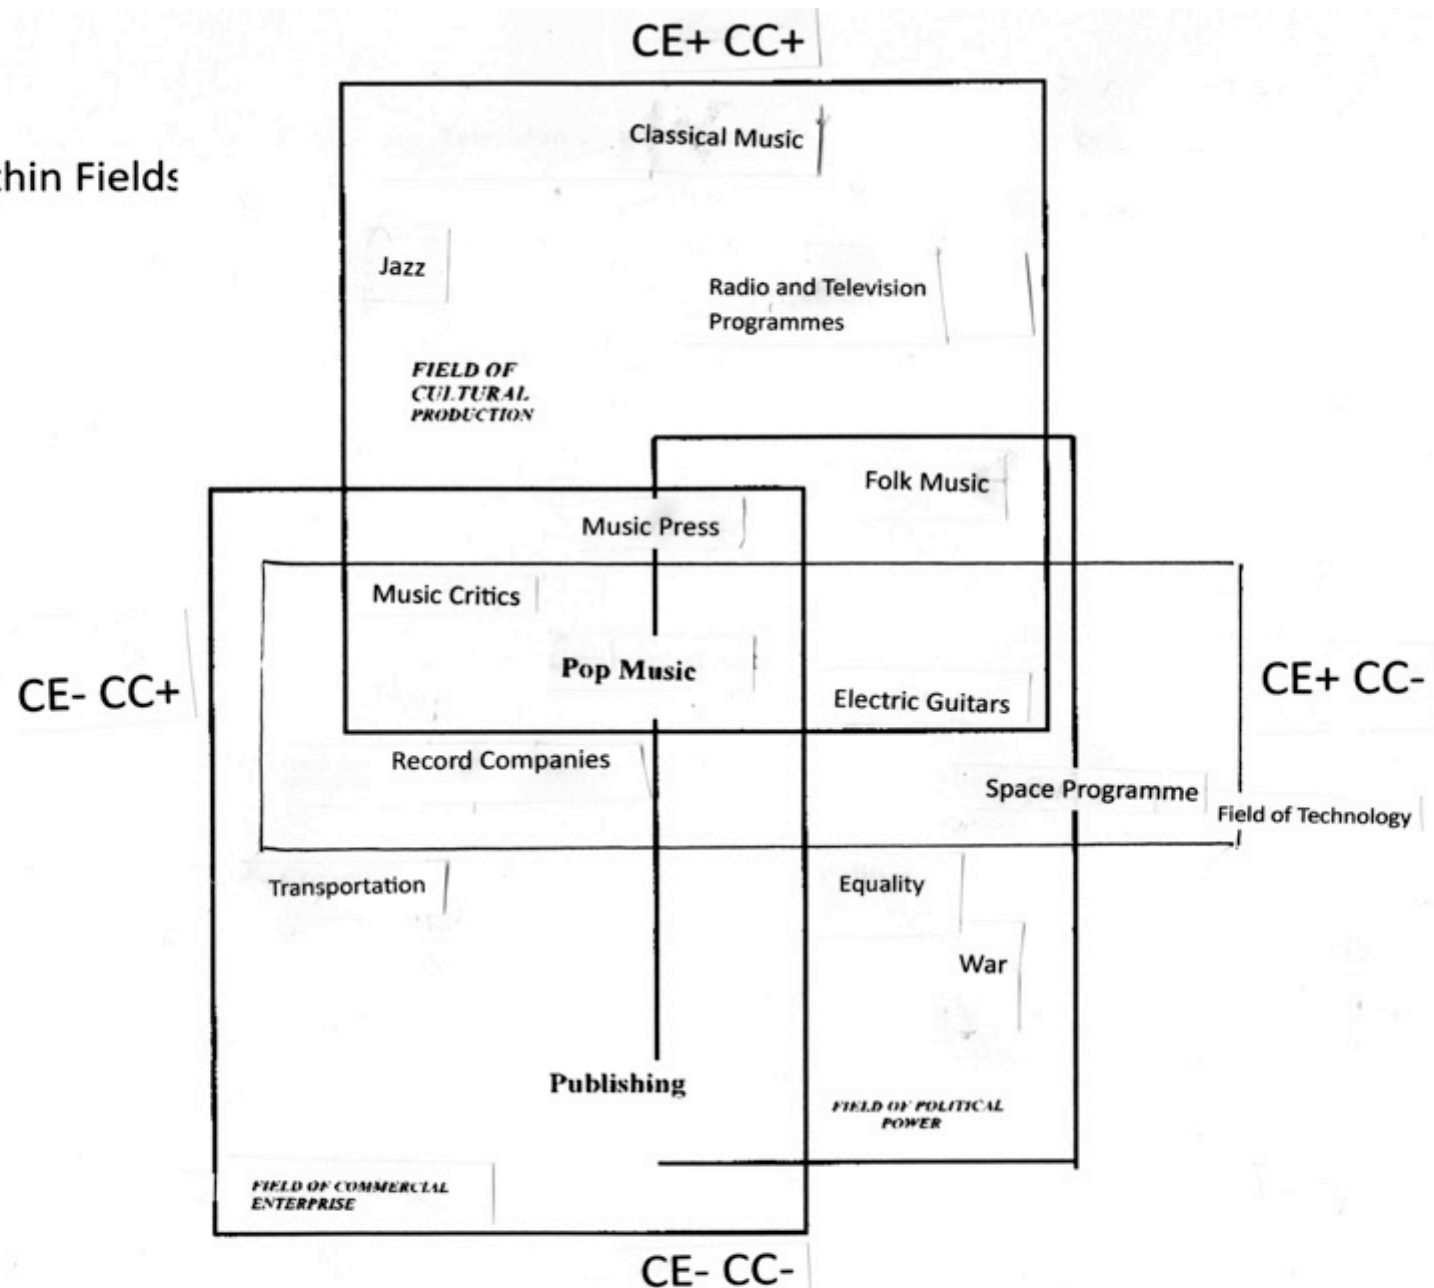 CE+ CC+
Classical Music
thin Fields
Jazz
Radio and Television
Programmes
FIELD OF
CULTURAL
PRODUCTION
Folk Music
Music Press
Music Critics
Pop Music
CE- CC+
CE+ CC-
Electric Guitars
Record Companies
Space Programme
Field of Technology
Transportation
Equality
War
Publishing
FIELD OF POLITICAL
POWER
FIELD OF COMMERCIAL
ENTERPRISE
CE- CC-